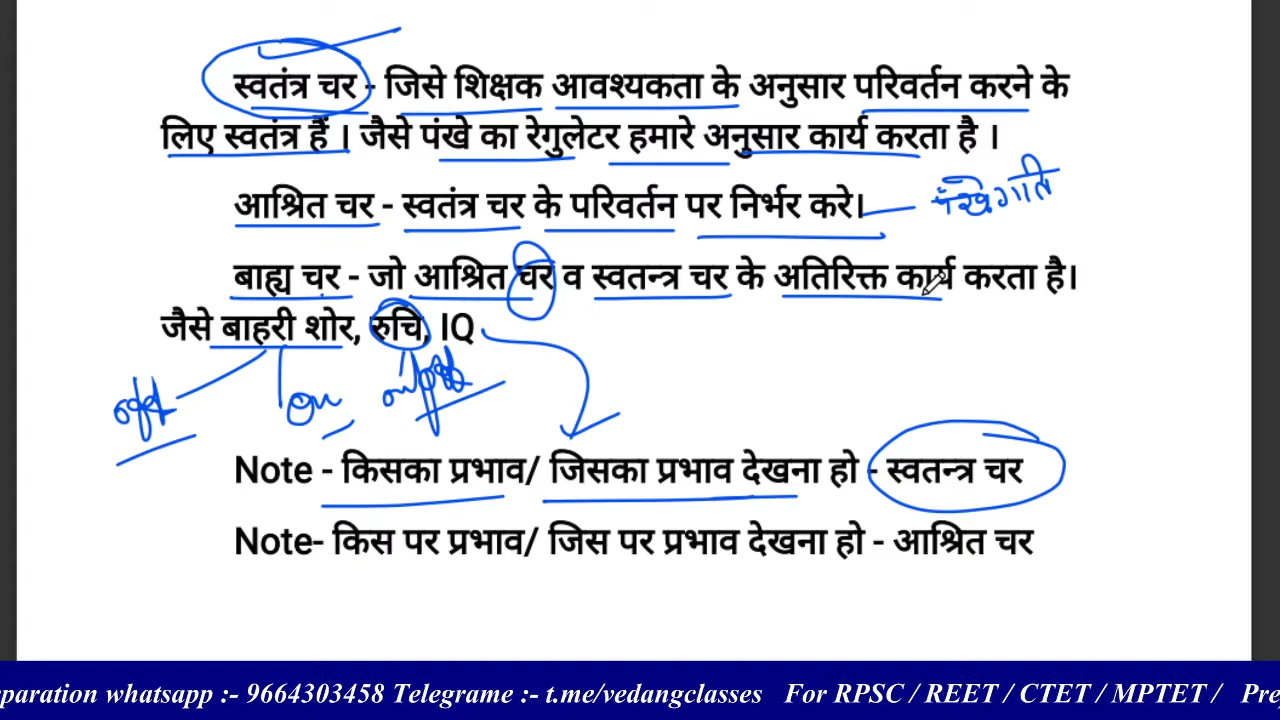 स्वतंत्र चर - जिसे शिक्षक आवश्यकता के अनुसार परिवर्तन करने के
लिए स्वतंत्र हैं । जैसे पंखे का रेगुलेटर हमारे अनुसार कार्य करता है ।
आश्रित चर - स्वतंत्र चर के परिवर्तन पर निर्भर करे।
पंखे गति
बाह्य चर - जो आश्रित चर व स्वतन्त्र चर के अतिरिक्त कार्य करता है।
जैसे बाहरी शोर, रुचि, IQ
on
Note - किसका प्रभाव/ जिसका प्रभाव देखना हो - स्वतन्त्र चर
Note- किस पर प्रभाव/ जिस पर प्रभाव देखना हो - आश्रित चर
paration whatsapp :- 9664303458 Telegrame :- t.me/vedangclasses For RPSC / REET / CTET / MPTET / Pre